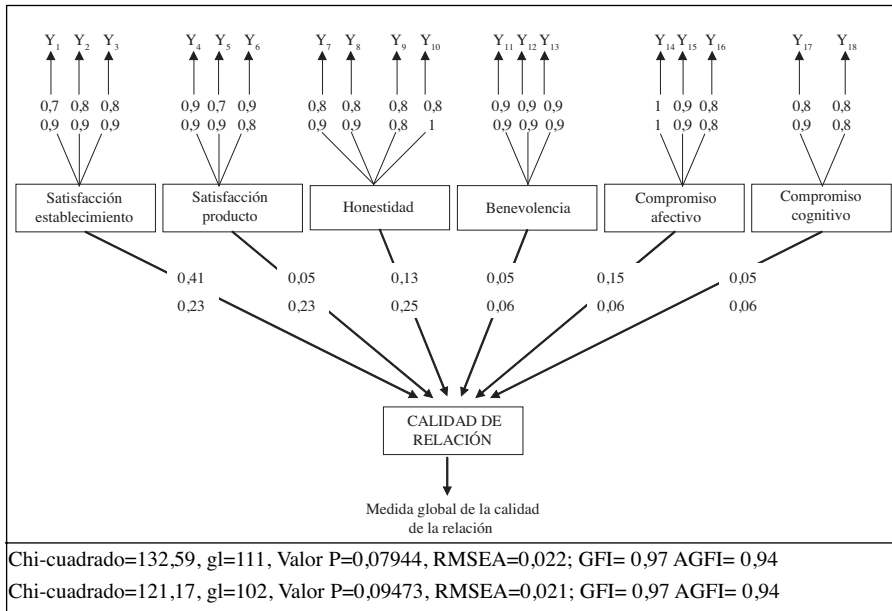 Y₁ Y₂ Y₃ Y₄ Y₅ Y₆ Y₇ Y₈ Y₉ Y₁₀ Y₁₁ Y₁₂ Y₁₃ Y₁₄ Y₁₅ Y₁₆ Y₁₇ Y₁₈
0,7 0,8 0,8 0,9 0,7 0,9 0,8 0,8 0,8 0,8 0,9 0,9 0,9 1 0,9 0,8 0,8 0,8
0,9 0,9 0,9 0,9 0,9 0,8 0,9 0,9 0,8 1 0,9 0,9 0,9 1 0,9 0,8 0,9 0,8
Satisfacción
establecimiento
Satisfacción
producto
Honestidad
Benevolencia
Compromiso
afectivo
Compromiso
cognitivo
0,41 0,05 0,13 0,05 0,15 0,05
0,23 0,23 0,25 0,06 0,06 0,06
CALIDAD DE
RELACIÓN
Medida global de la calidad
de la relación
Chi-cuadrado=132,59, gl=111, Valor P=0,07944, RMSEA=0,022; GFI= 0,97 AGFI= 0,94
Chi-cuadrado=121,17, gl=102, Valor P=0,09473, RMSEA=0,021; GFI= 0,97 AGFI= 0,94